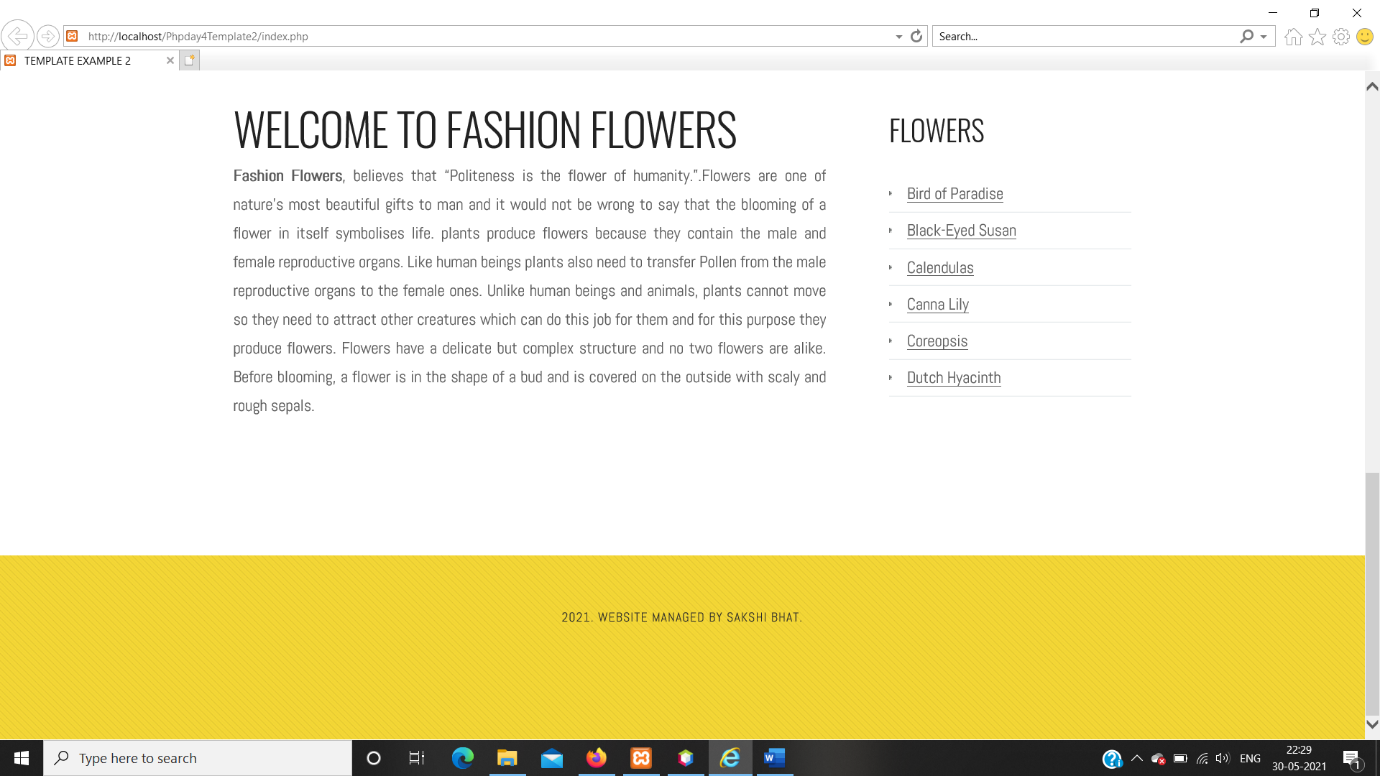 http://localhost/Phpday4Template2/index.php
Search...
TEMPLATE EXAMPLE 2
WELCOME TO FASHION FLOWERS
Fashion Flowers, believes that “Politeness is the flower of humanity.”.Flowers are one of
nature's most beautiful gifts to man and it would not be wrong to say that the blooming of a
flower in itself symbolises life. plants produce flowers because they contain the male and
female reproductive organs. Like human beings plants also need to transfer Pollen from the male
reproductive organs to the female ones. Unlike human beings and animals, plants cannot move
so they need to attract other creatures which can do this job for them and for this purpose they
produce flowers. Flowers have a delicate but complex structure and no two flowers are alike.
Before blooming, a flower is in the shape of a bud and is covered on the outside with scaly and
rough sepals.
FLOWERS
Bird of Paradise
Black-Eyed Susan
Calendulas
Canna Lily
Coreopsis
Dutch Hyacinth
2021. WEBSITE MANAGED BY SAKSHI BHAT.
Type here to search
ENG
22:29
30-05-2021
1